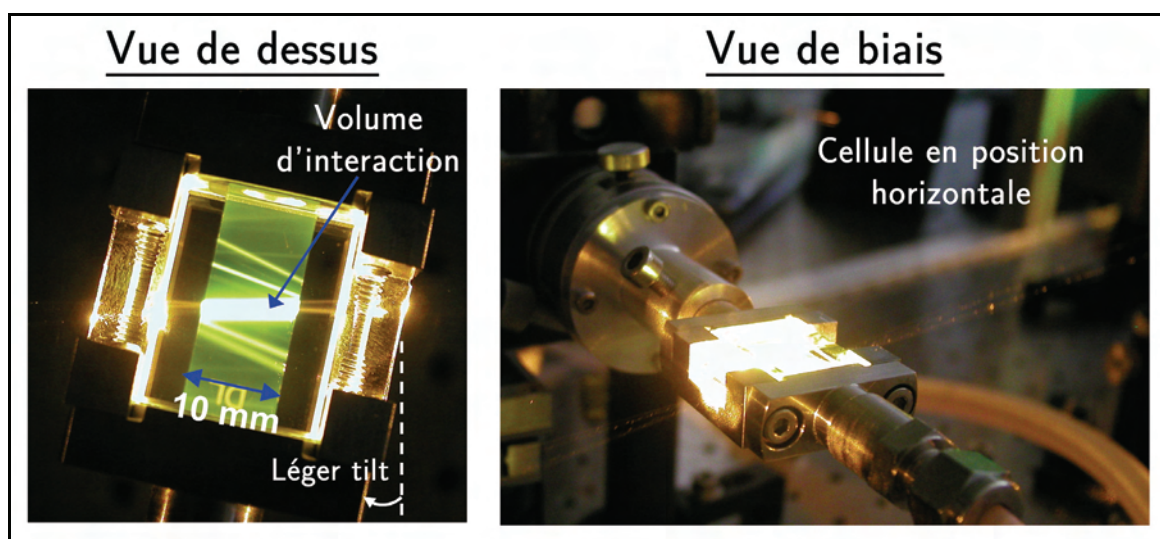 Vue de dessus
Vue de biais
Volume
d'interaction
Cellule en position
horizontale
10 mm
Léger tilt